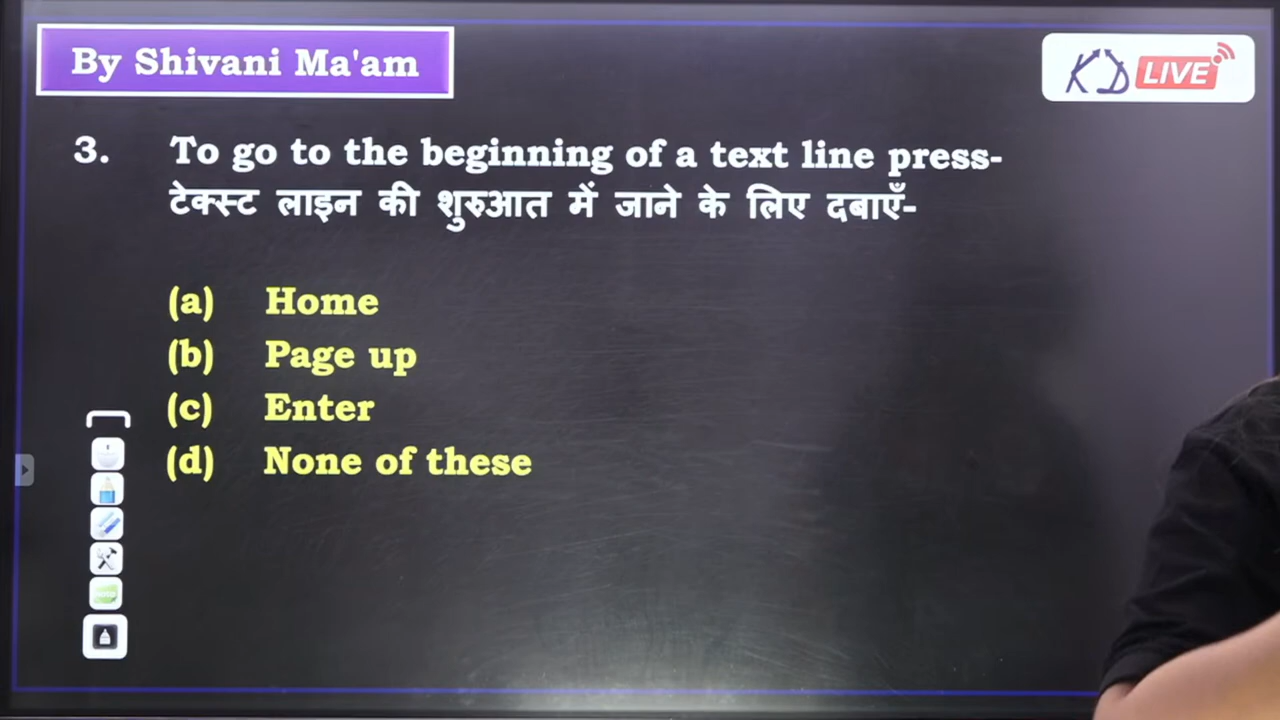 By Shivani Ma'am
KD LIVE
3. To go to the beginning of a text line press-
टेक्स्ट लाइन की शुरुआत में जाने के लिए दबाएँ-
(a) Home
(b) Page up
(c) Enter
(d) None of these